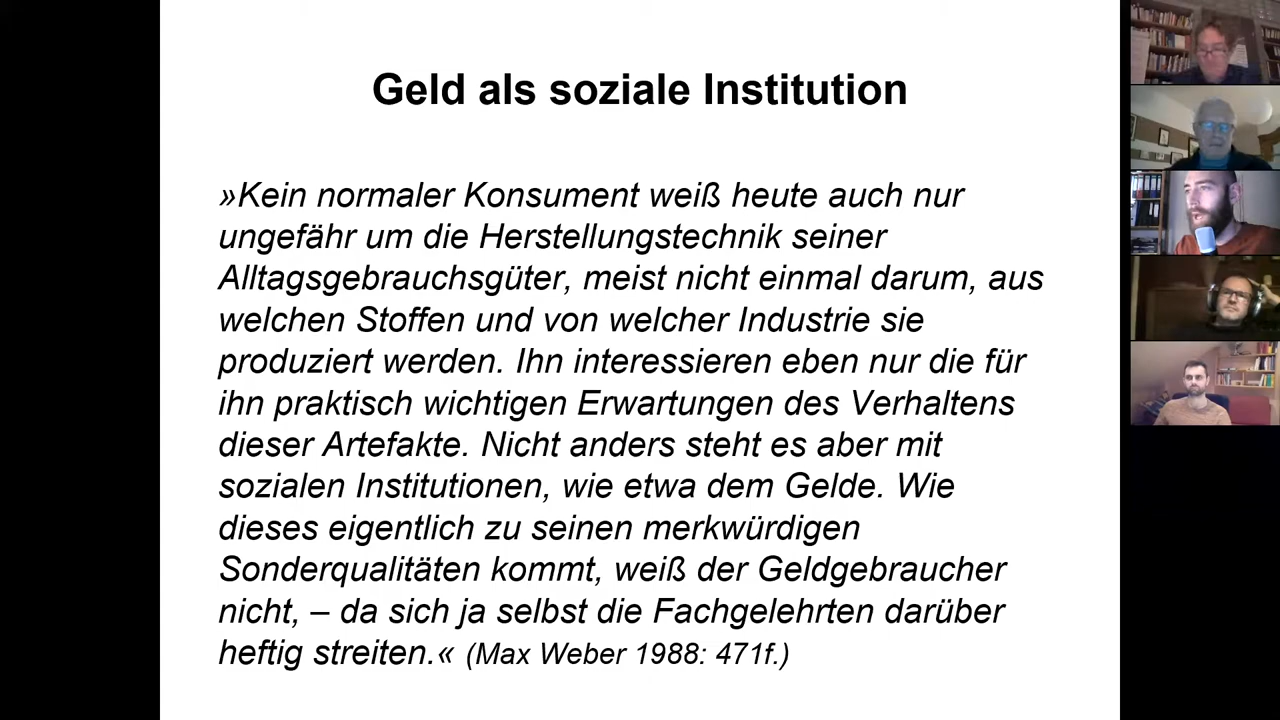 Geld als soziale Institution
»Kein normaler Konsument weiß heute auch nur
ungefähr um die Herstellungstechnik seiner
Alltagsgebrauchsgüter, meist nicht einmal darum, aus
welchen Stoffen und von welcher Industrie sie
produziert werden. Ihn interessieren eben nur die für
ihn praktisch wichtigen Erwartungen des Verhaltens
dieser Artefakte. Nicht anders steht es aber mit
sozialen Institutionen, wie etwa dem Gelde. Wie
dieses eigentlich zu seinen merkwürdigen
Sonderqualitäten kommt, weiß der Geldgebraucher
nicht, – da sich ja selbst die Fachgelehrten darüber
heftig streiten.« (Max Weber 1988: 471f.)